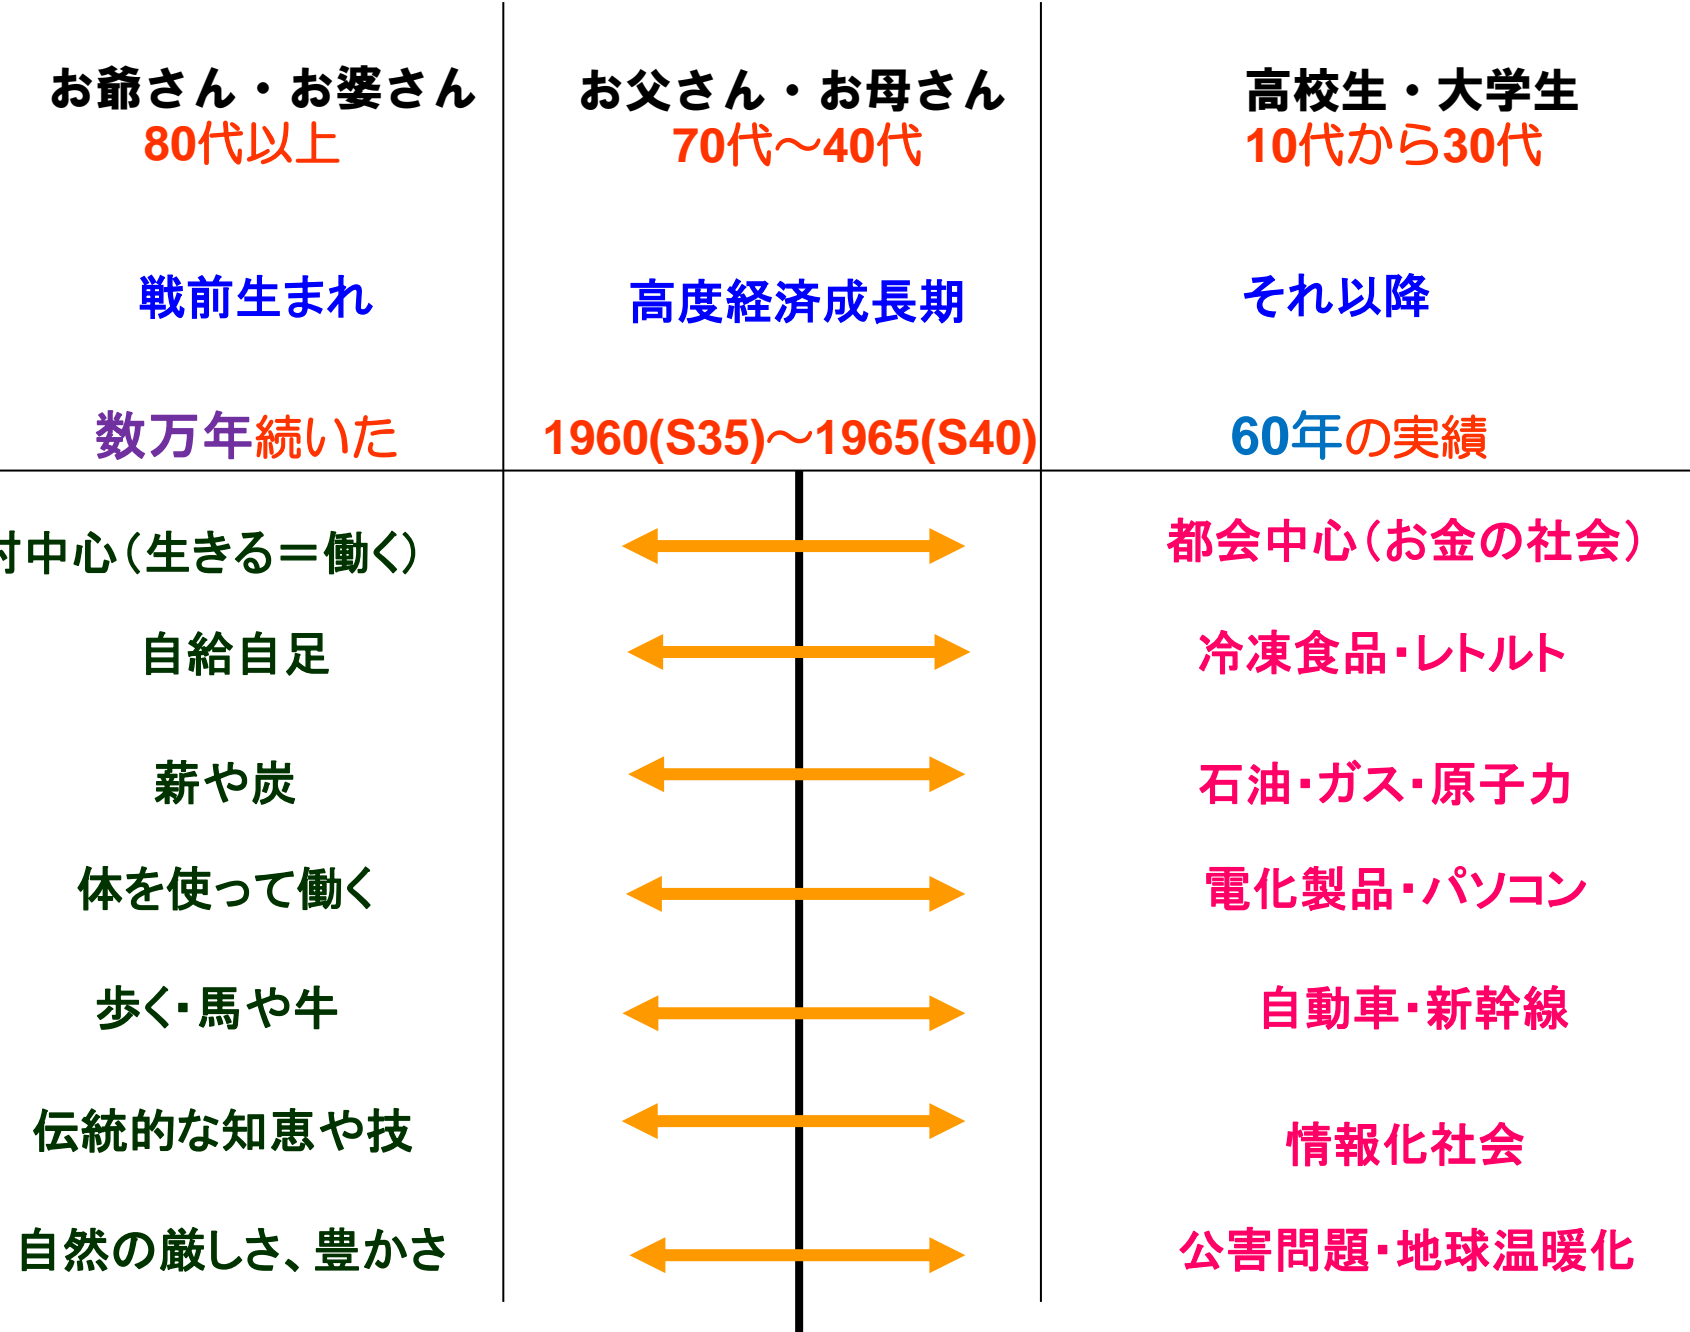 お爺さん・お婆さん
80代以上
戦前生まれ
数万年続いた
お父さん・お母さん
70代～40代
高度経済成長期
1960(S35)～1965(S40)
高校生・大学生
10代から30代
それ以降
60年の実績
村中心（生きる＝働く）
都会中心（お金の社会）
自給自足
冷凍食品・レトルト
薪や炭
石油・ガス・原子力
体を使って働く
電化製品・パソコン
歩く・馬や牛
自動車・新幹線
伝統的な知恵や技
情報化社会
自然の厳しさ、豊かさ
公害問題・地球温暖化